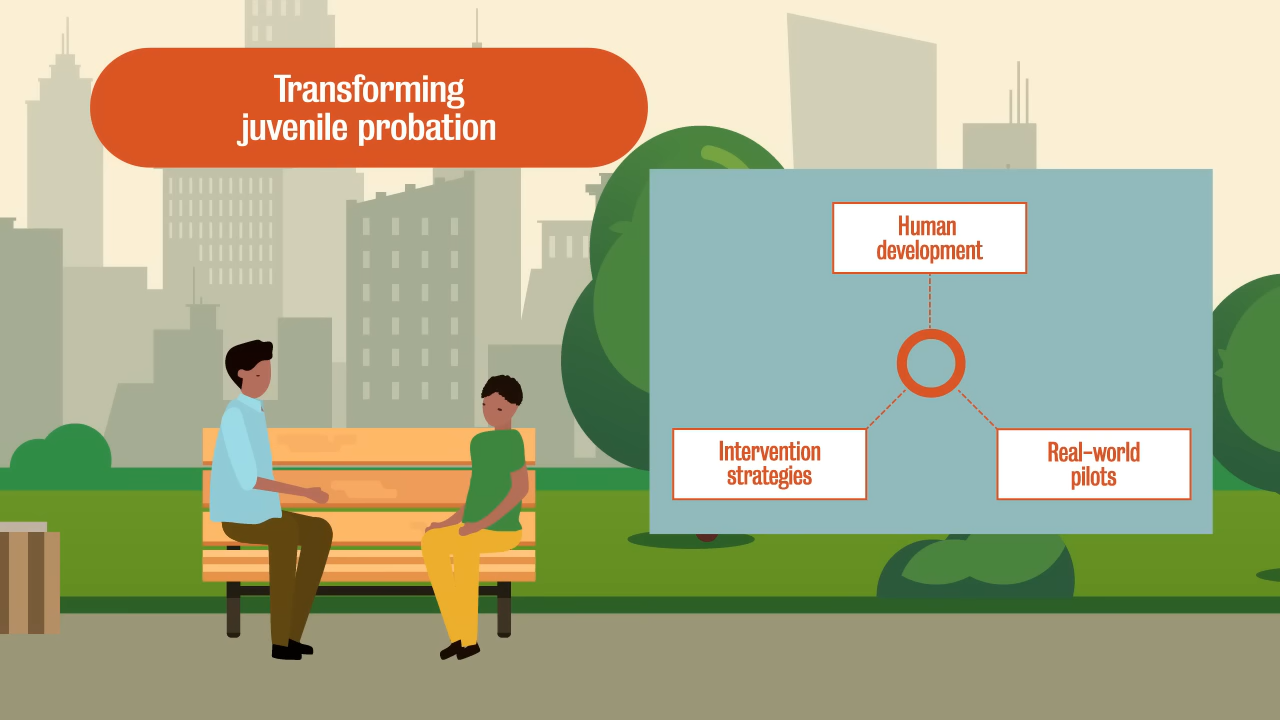 Transforming
juvenile probation
Human
development
Intervention
strategies
Real-world
pilots